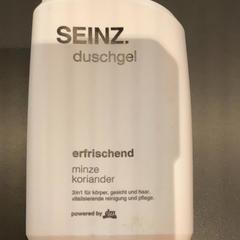 SEINZ.
duschgel
erfrischend
minze
koriander
3in1 für körper, gesicht und haar.
vitalisierende reinigung und pflege.
powered by dm